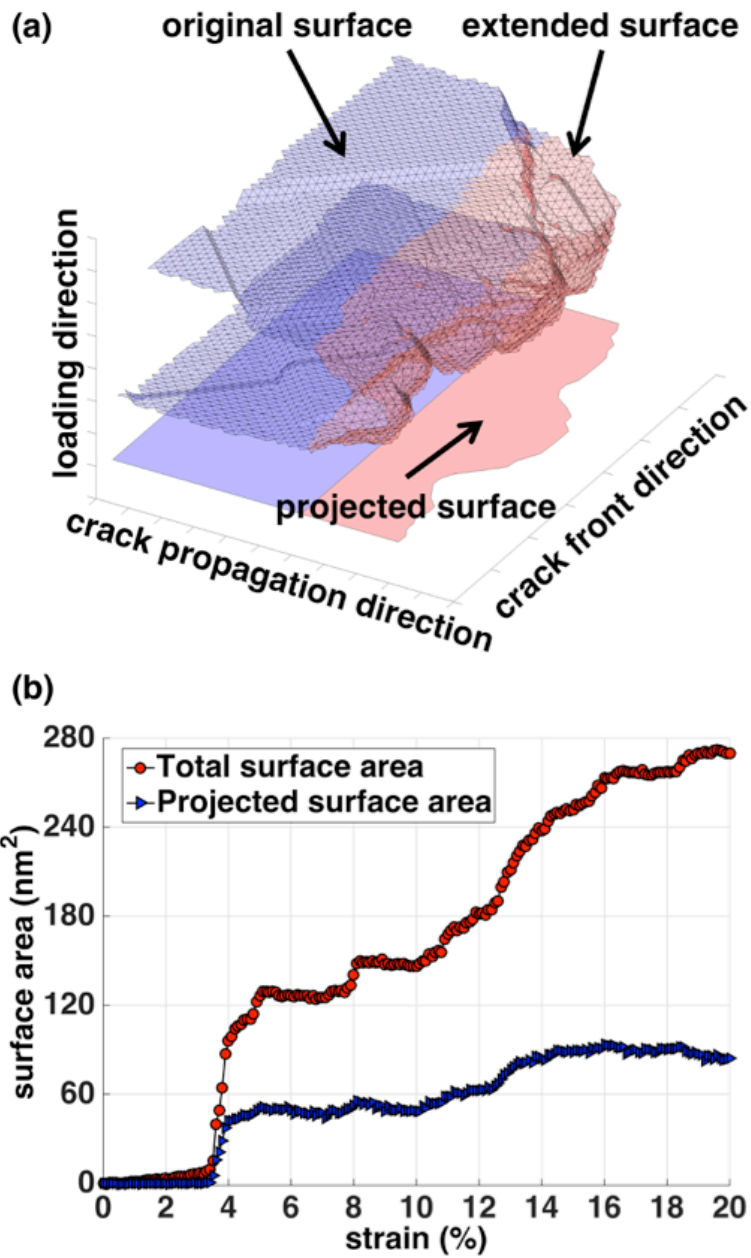 (a)
original surface
extended surface
loading direction
projected surface
crack propagation direction
crack front direction
(b)
280
240
180
120
60
0
Total surface area
Projected surface area
surface area (nm²)
0 2 4 6 8 10 12 14 16 18 20
strain (%)